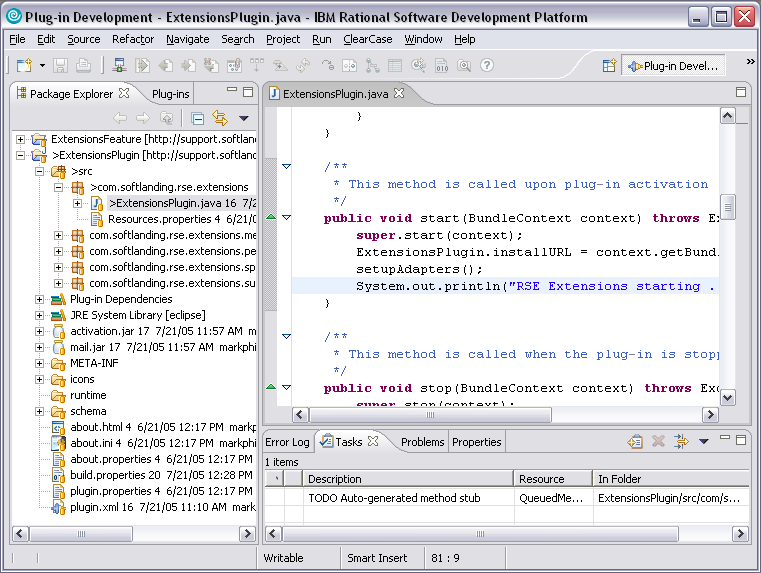 Plug-in Development - ExtensionsPlugin.java - IBM Rational Software Development Platform
File Edit Source Refactor Navigate Search Project Run ClearCase Window Help
Plug-in Devel... »
Package Explorer Plug-ins
ExtensionsFeature [http://support.softland
>ExtensionsPlugin [http://support.softland
>src
>com.softlanding.rse.extensions
>ExtensionsPlugin.java 16 7/2
Resources.properties 4 6/21/0
com.softlanding.rse.extensions.me
com.softlanding.rse.extensions.pe
com.softlanding.rse.extensions.sp
com.softlanding.rse.extensions.su
Plug-in Dependencies
JRE System Library [eclipse]
activation.jar 17 7/21/05 11:57 AM mar
mail.jar 17 7/21/05 11:57 AM markphi
META-INF
icons
runtime
schema
about.html 4 6/21/05 12:17 PM markp
about.ini 4 6/21/05 12:17 PM markphi
about.properties 4 6/21/05 12:17 PM
build.properties 20 7/21/05 12:28 PM
plugin.properties 4 6/21/05 12:17 PM
plugin.xml 16 7/21/05 11:10 AM markp
ExtensionsPlugin.java
}
}
/**
* This method is called upon plug-in activation
*/
public void start(BundleContext context) throws Ex
super.start(context);
ExtensionsPlugin.installURL = context.getBund
setupAdapters();
System.out.println("RSE Extensions starting .
}
/**
* This method is called when the plug-in is stopp
*/
public void stop(BundleContext context) throws Exc
super.stop(context);
Error Log Tasks Problems Properties
1 items
! Description Resource In Folder
TODO Auto-generated method stub QueuedMe... ExtensionsPlugin/src/com/s...
Writable Smart Insert 81 : 9